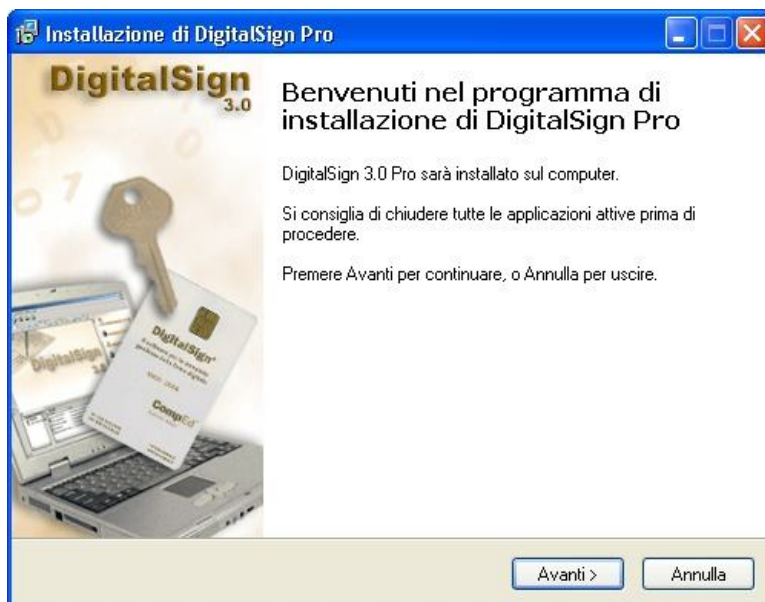 Installazione di DigitalSign Pro
DigitalSign
3.0
Benvenuti nel programma di
installazione di DigitalSign Pro
DigitalSign 3.0 Pro sarà installato sul computer.
Si consiglia di chiudere tutte le applicazioni attive prima di
procedere.
Premere Avanti per continuare, o Annulla per uscire.
DigitalSign
CompEd
DigitalSign
Avanti >
Annulla